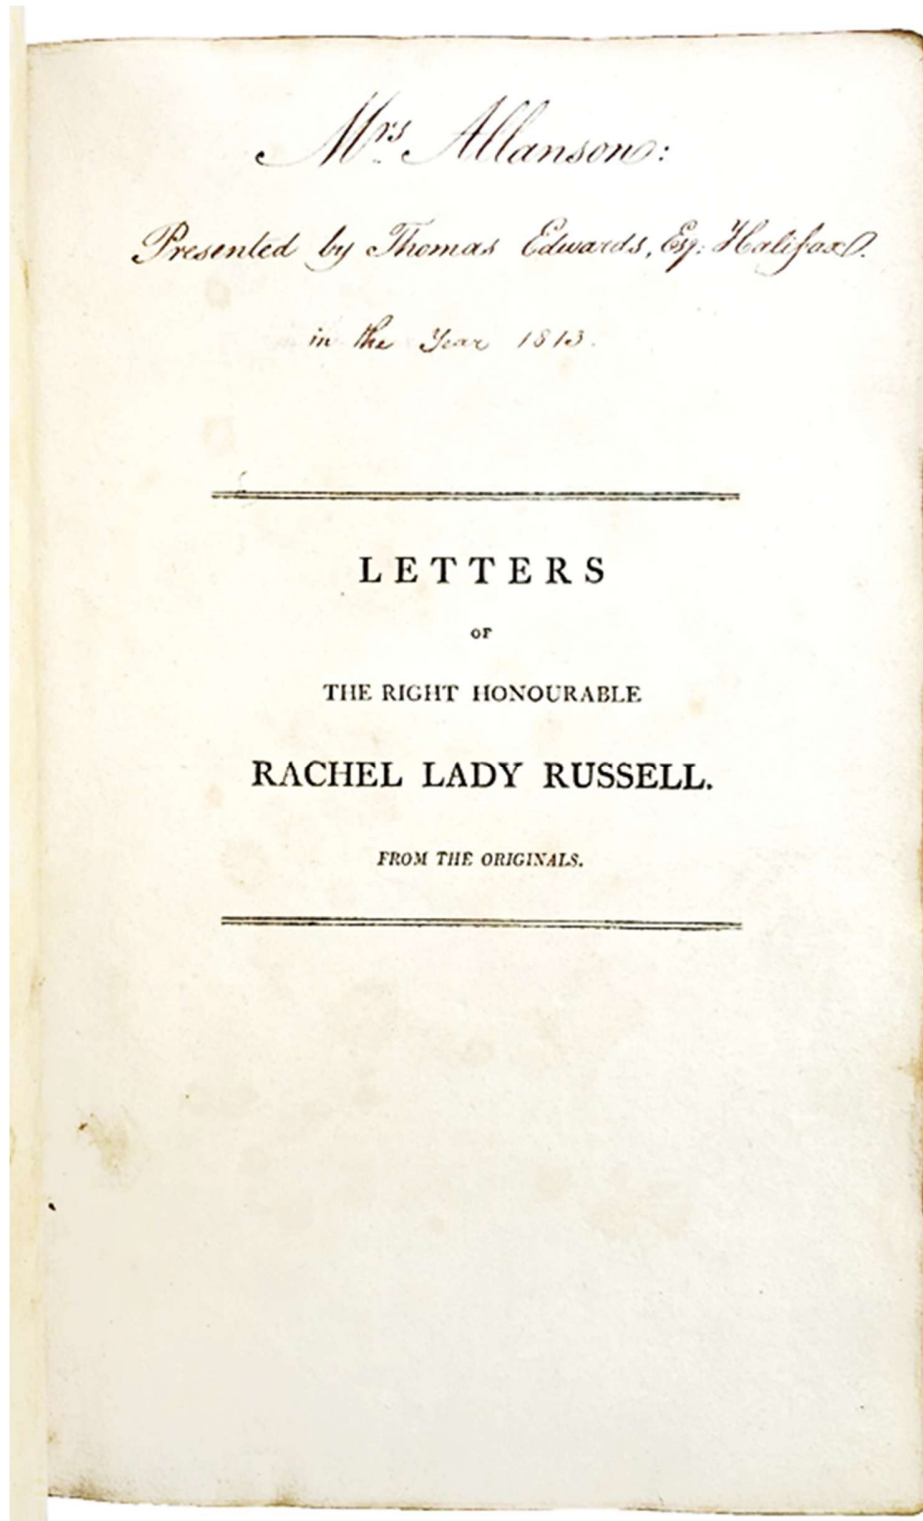 Mrs. Allanson:
Presented by Thomas Edwards, Esq: Halifax.
in the Year 1813.
LETTERS
OF
THE RIGHT HONOURABLE
RACHEL LADY RUSSELL.
FROM THE ORIGINALS.